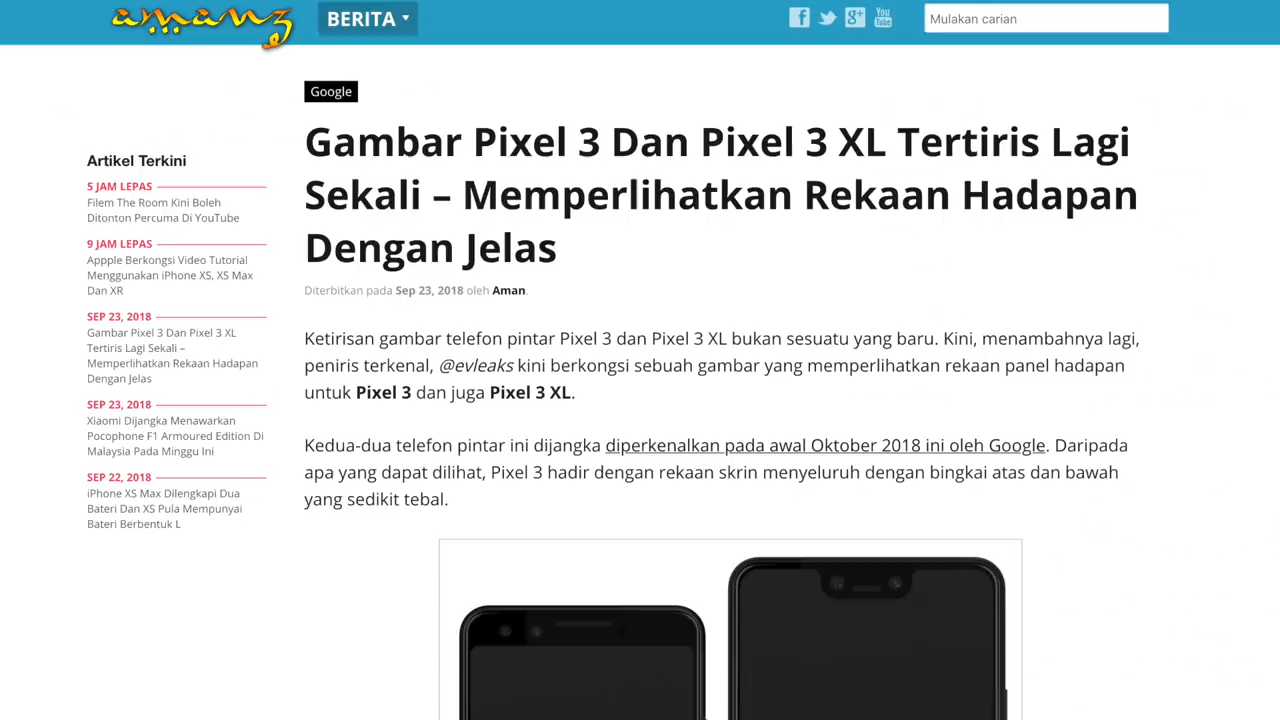 amanz
BERITA
Mulakan carian
Google
Gambar Pixel 3 Dan Pixel 3 XL Tertiris Lagi
Sekali – Memperlihatkan Rekaan Hadapan
Dengan Jelas
Diterbitkan pada Sep 23, 2018 oleh Aman.
Artikel Terkini
5 JAM LEPAS
Filem The Room Kini Boleh
Ditonton Percuma Di YouTube
9 JAM LEPAS
Appple Berkongsi Video Tutorial
Menggunakan iPhone XS, XS Max
Dan XR
SEP 23, 2018
Gambar Pixel 3 Dan Pixel 3 XL
Tertiris Lagi Sekali –
Memperlihatkan Rekaan Hadapan
Dengan Jelas
SEP 23, 2018
Xiaomi Dijangka Menawarkan
Pocophone F1 Armoured Edition Di
Malaysia Pada Minggu Ini
SEP 22, 2018
iPhone XS Max Dilengkapi Dua
Bateri Dan XS Pula Mempunyai
Bateri Berbentuk L
Ketirisan gambar telefon pintar Pixel 3 dan Pixel 3 XL bukan sesuatu yang baru. Kini, menambahnya lagi,
peniris terkenal, @evleaks kini berkongsi sebuah gambar yang memperlihatkan rekaan panel hadapan
untuk Pixel 3 dan juga Pixel 3 XL.
Kedua-dua telefon pintar ini dijangka diperkenalkan pada awal Oktober 2018 ini oleh Google. Daripada
apa yang dapat dilihat, Pixel 3 hadir dengan rekaan skrin menyeluruh dengan bingkai atas dan bawah
yang sedikit tebal.